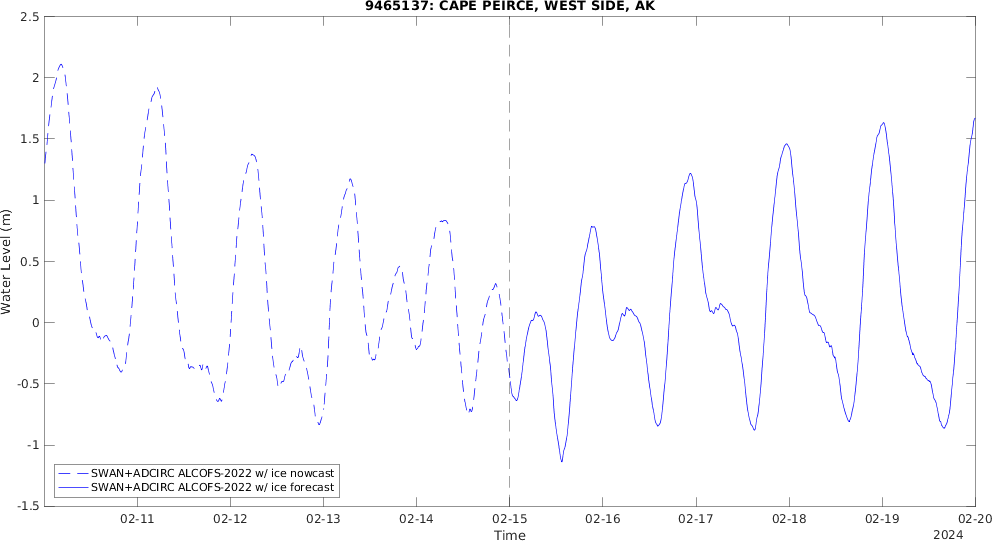 9465137: CAPE PEIRCE, WEST SIDE, AK
2.5
2
1.5
1
0.5
0
-0.5
-1
-1.5
Water Level (m)
SWAN+ADCIRC ALCOFS-2022 w/ ice nowcast
SWAN+ADCIRC ALCOFS-2022 w/ ice forecast
02-11 02-12 02-13 02-14 02-15 02-16 02-17 02-18 02-19 02-20
Time
2024